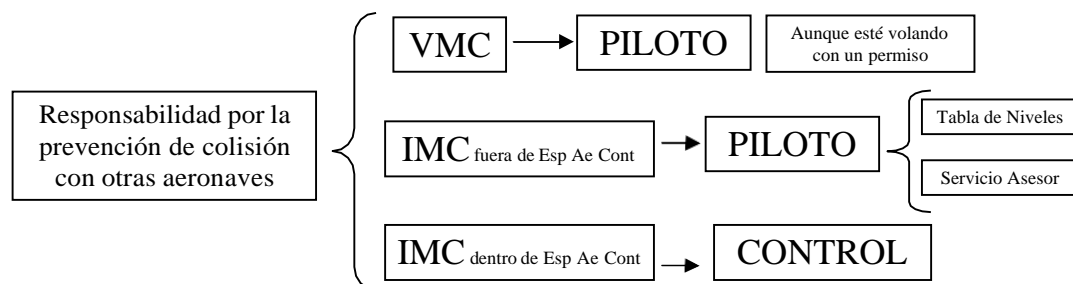 Responsabilidad por la
prevención de colisión
con otras aeronaves
VMC
PILOTO
Aunque esté volando
con un permiso
IMC fuera de Esp Ae Cont
PILOTO
Tabla de Niveles
Servicio Asesor
IMC dentro de Esp Ae Cont
CONTROL